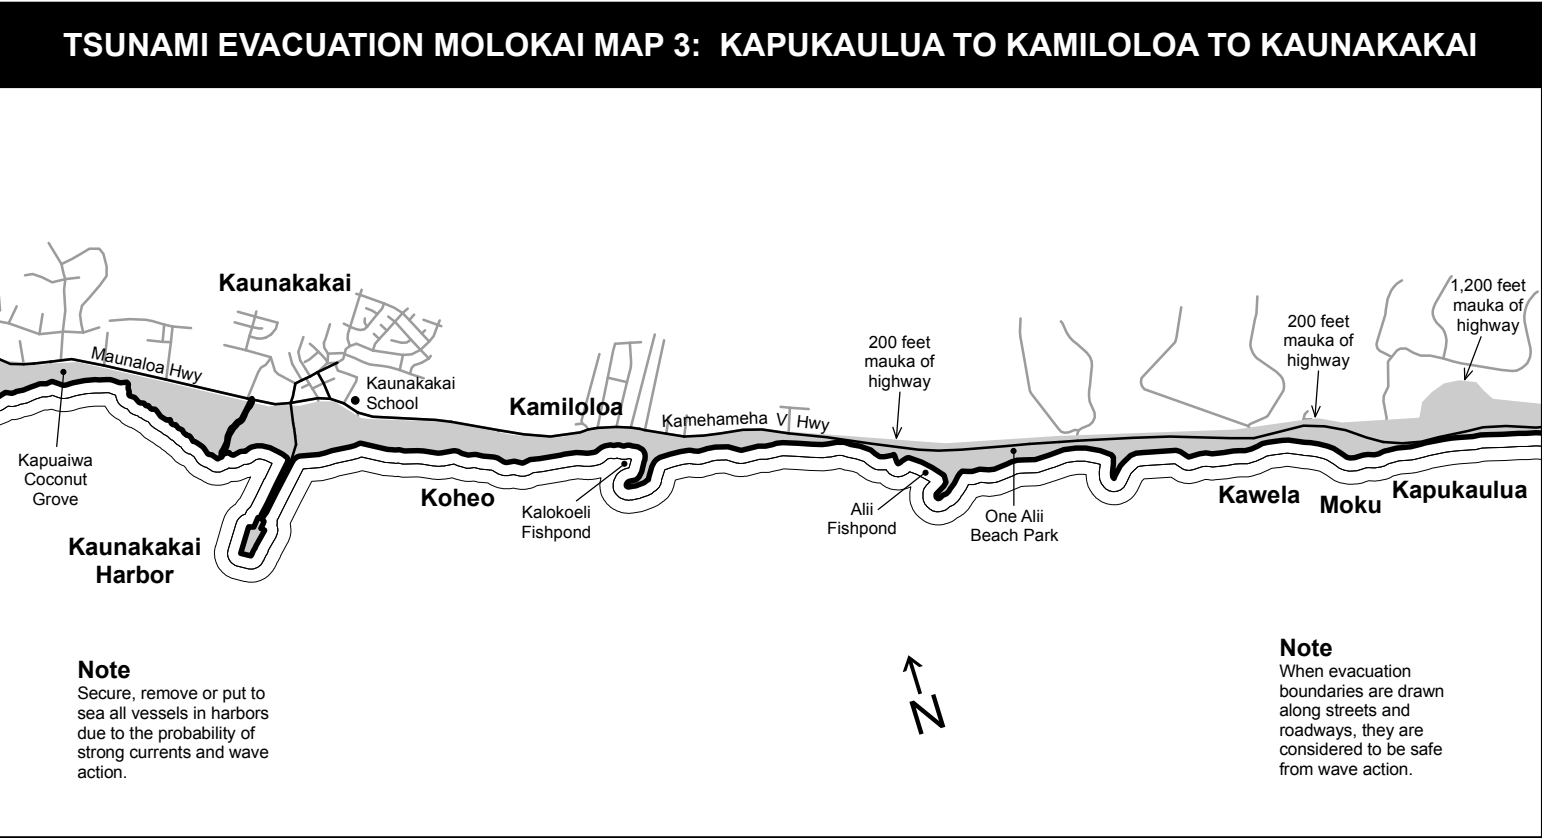 TSUNAMI EVACUATION MOLOKAI MAP 3: KAPUKAULUA TO KAMILOLOA TO KAUNAKAKAI
Kaunakakai
Maunaloa Hwy
Kaunakakai
School
Kamiloloa
Kamehameha V Hwy
200 feet
mauka of
highway
200 feet
mauka of
highway
1,200 feet
mauka of
highway
Kapuaiwa
Coconut
Grove
Koheo
Kalokoeli
Fishpond
Alii
Fishpond
One Alii
Beach Park
Kawela
Moku
Kapukaulua
Kaunakakai
Harbor
Note
Secure, remove or put to
sea all vessels in harbors
due to the probability of
strong currents and wave
action.
N
Note
When evacuation
boundaries are drawn
along streets and
roadways, they are
considered to be safe
from wave action.